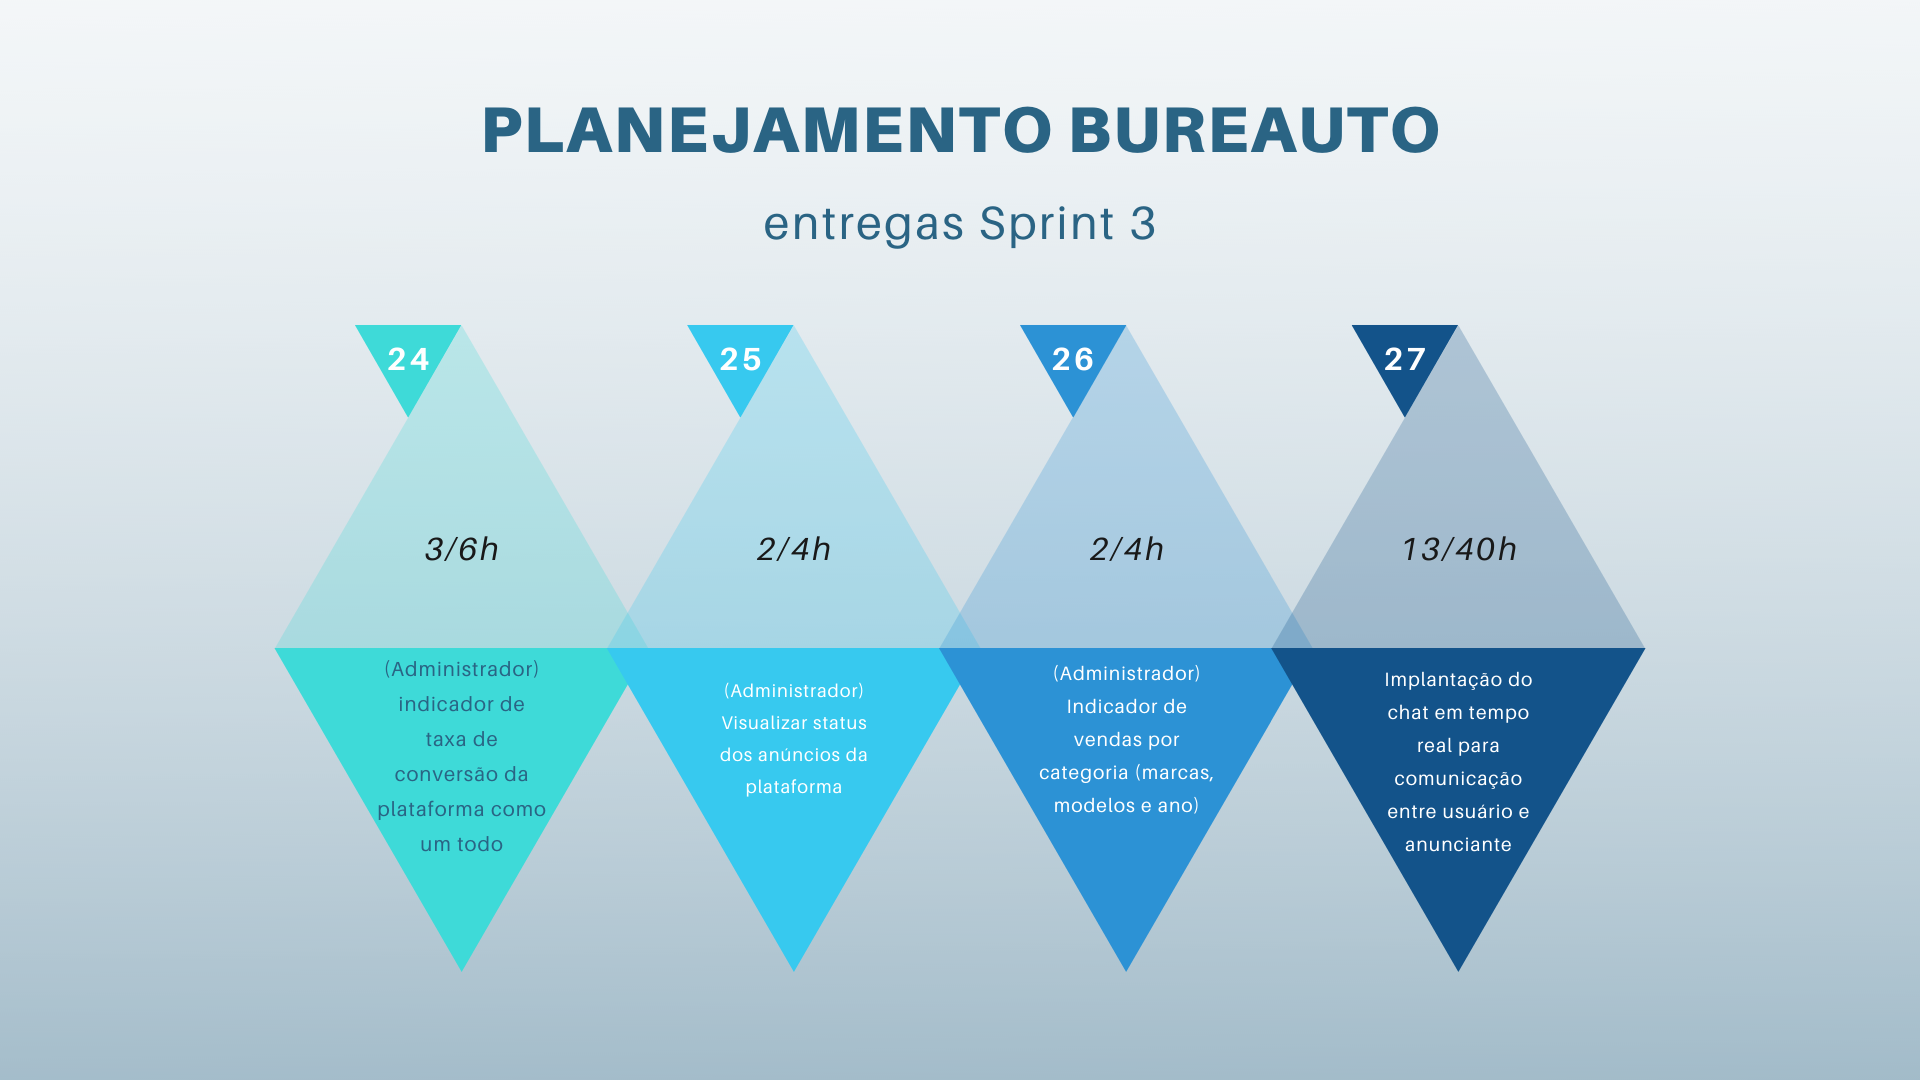 PLANEJAMENTO BUREAUTO
entregas Sprint 3
24
3/6h
(Administrador)
indicador de
taxa de
conversão da
plataforma como
um todo
25
2/4h
(Administrador)
Visualizar status
dos anúncios da
plataforma
26
2/4h
(Administrador)
Indicador de
vendas por
categoria (marcas,
modelos e ano)
27
13/40h
Implantação do
chat em tempo
real para
comunicação
entre usuário e
anunciante